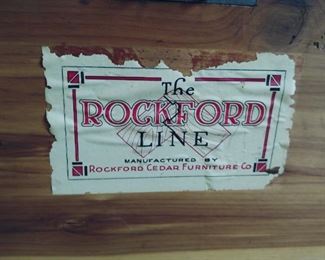 The
ROCKFORD
LINE
MANUFACTURED BY
ROCKFORD CEDAR FURNITURE CO